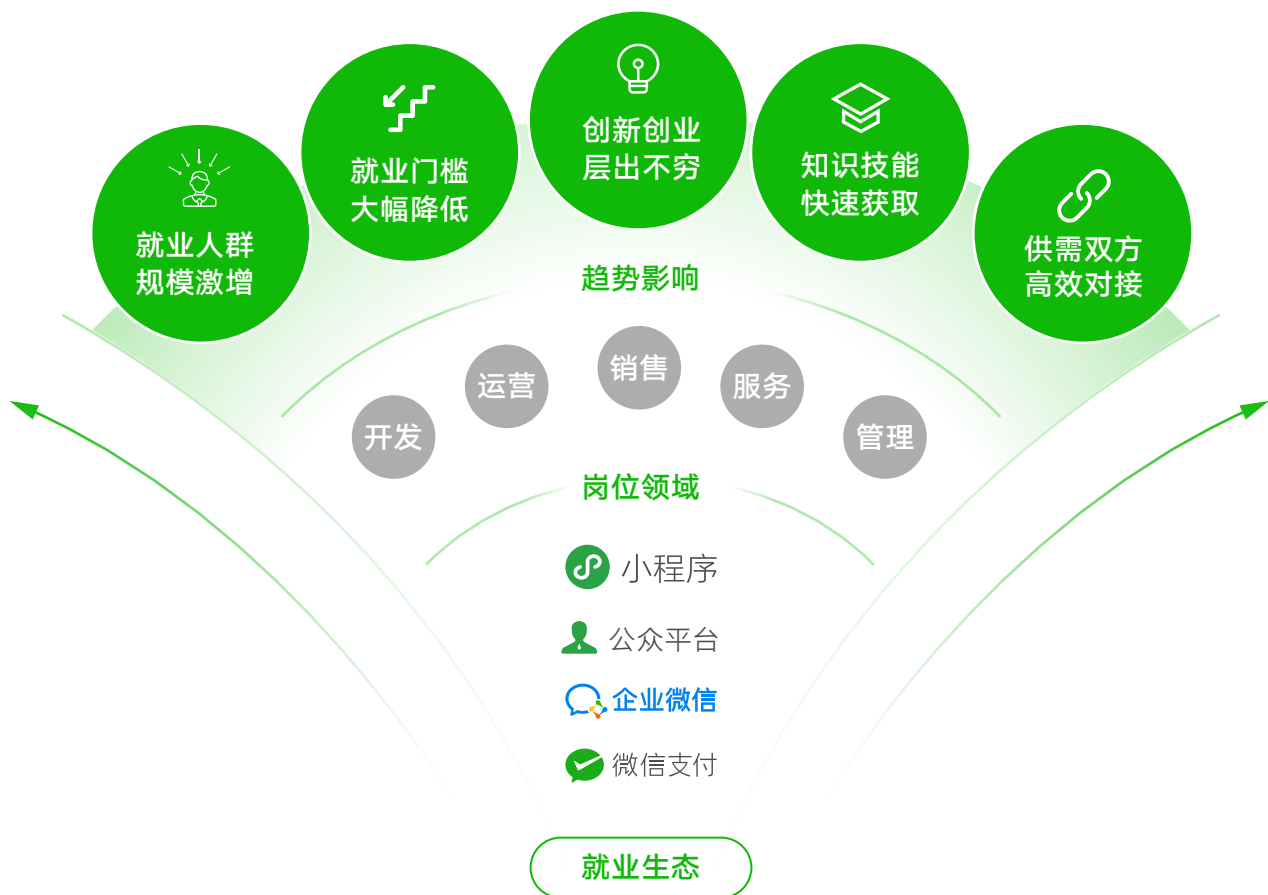 就业人群
规模激增
就业门槛
大幅降低
创新创业
层出不穷
知识技能
快速获取
供需双方
高效对接
趋势影响
开发
运营
销售
服务
管理
岗位领域
小程序
公众平台
企业微信
微信支付
就业生态